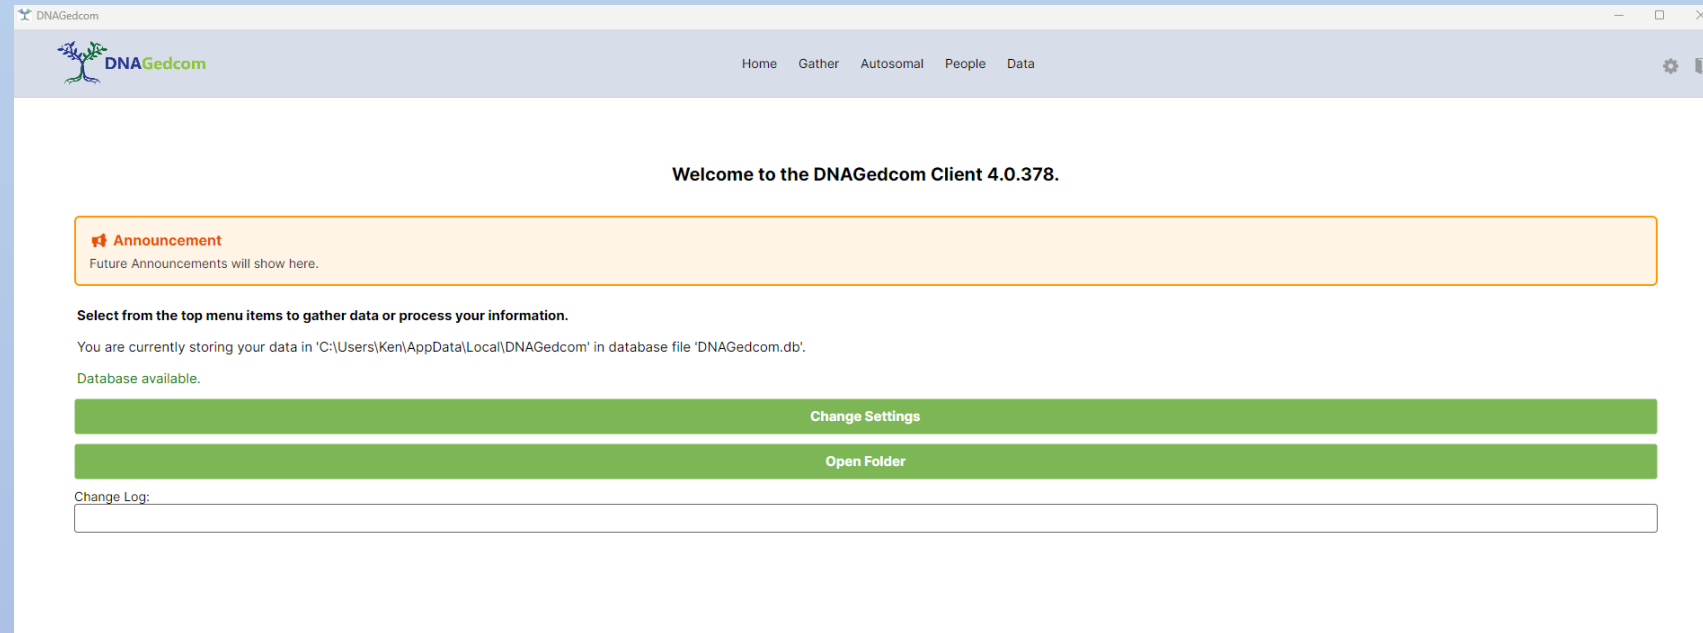 DNAGedcom
DNAGedcom
Home Gather Autosomal People Data
Welcome to the DNAGedcom Client 4.0.378.
Announcement
Future Announcements will show here.
Select from the top menu items to gather data or process your information.
You are currently storing your data in 'C:\Users\Ken\AppData\Local\DNAGedcom' in database file 'DNAGedcom.db'.
Database available.
Change Settings
Open Folder
Change Log: